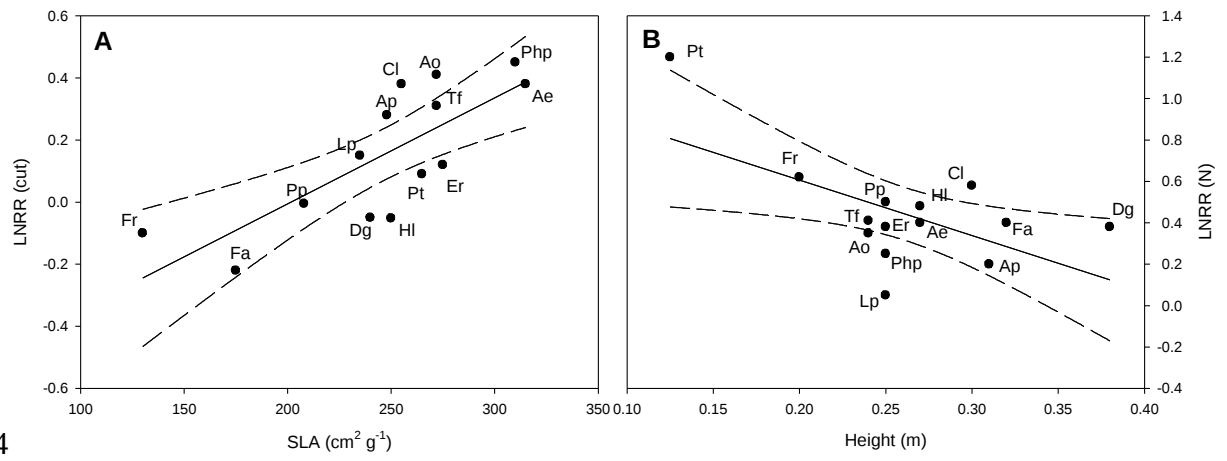 A
B
0.6
0.4
0.2
0.0
-0.2
-0.4
-0.6
LNRR (cut)
Fr
Fa
Pp
Lp
Dg
Hl
Ap
Cl
Ao
Tf
Pt
Er
Php
Ae
100
150
200
250
300
350
SLA (cm² g⁻¹)
Pt
Fr
Pp
Hl
Cl
Dg
Tf
Er
Ae
Fa
Ao
Php
Ap
Lp
1.4
1.2
1.0
0.8
0.6
0.4
0.2
0.0
-0.2
-0.4
LNRR (N)
0.10
0.15
0.20
0.25
0.30
0.35
0.40
Height (m)
4